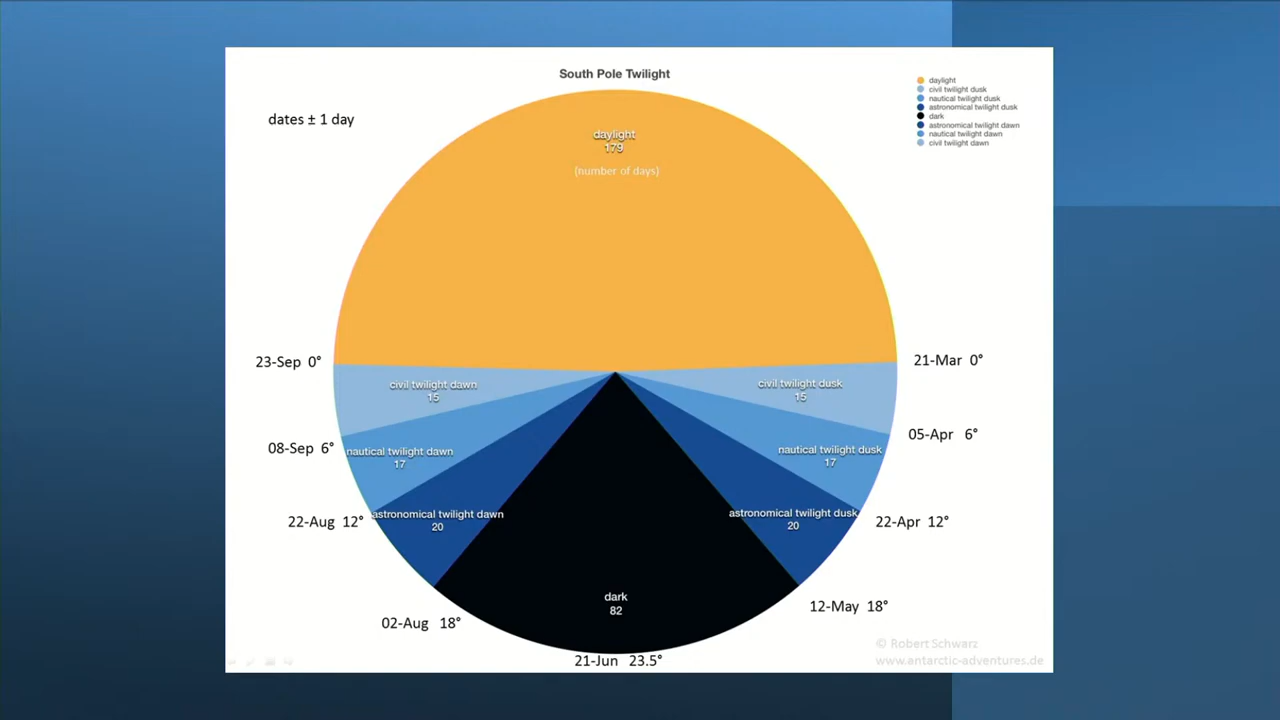 South Pole Twilight
daylight
civil twilight dusk
nautical twilight dusk
astronomical twilight dusk
dark
astronomical twilight dawn
nautical twilight dawn
civil twilight dawn
dates ± 1 day
daylight
179
(number of days)
23-Sep 0°
21-Mar 0°
civil twilight dawn
15
civil twilight dusk
15
08-Sep 6°
05-Apr 6°
nautical twilight dawn
17
nautical twilight dusk
17
22-Aug 12°
22-Apr 12°
astronomical twilight dawn
20
astronomical twilight dusk
20
dark
82
02-Aug 18°
12-May 18°
21-Jun 23.5°
© Robert Schwarz
www.antarctic-adventures.de